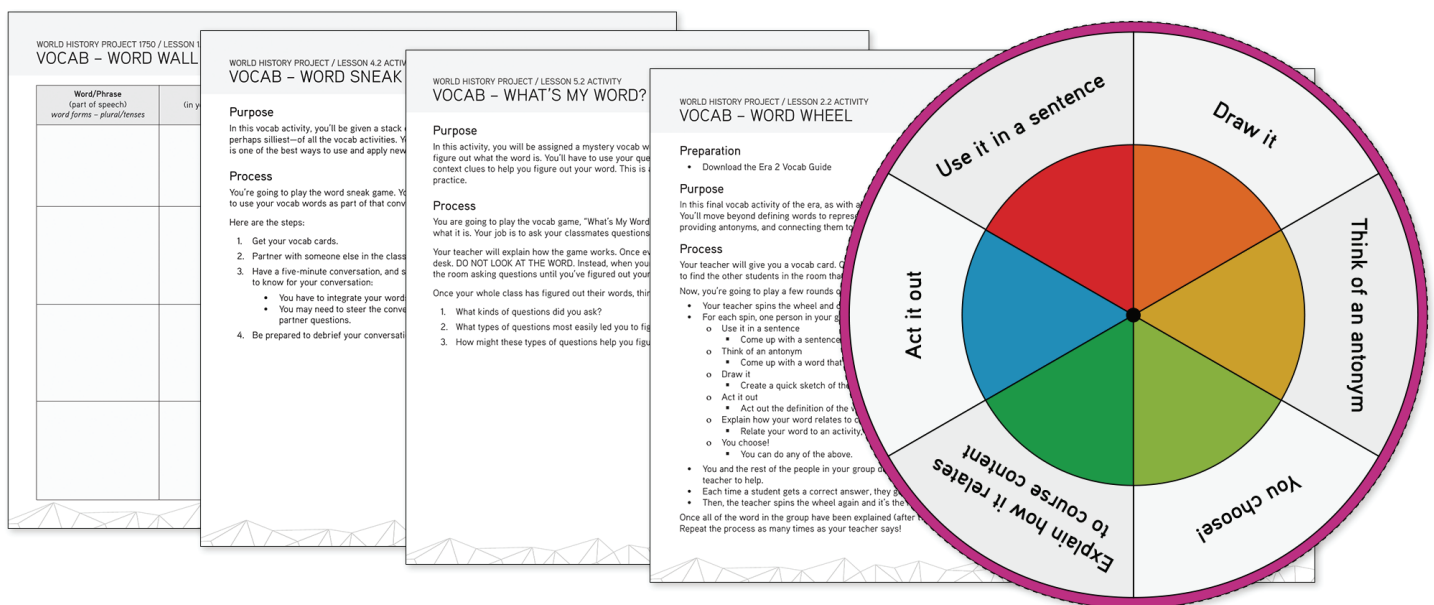 WORLD HISTORY PROJECT 1750 / LESSON 1
VOCAB – WORD WALL
Word/Phrase
(part of speech)
word forms – plural/tenses
WORLD HISTORY PROJECT / LESSON 4.2
VOCAB – WORD SNEAK
Purpose
In this vocab activity, you'll be given a stack
perhaps silliest—of all the vocab activities.
is one of the best ways to use and apply new
Process
You're going to play the word sneak game.
to use your vocab words as part of that
Here are the steps:
1. Get your vocab cards.
2. Partner with someone else in the class
3. Have a five-minute conversation, and
to know for your conversation:
• You have to integrate your
• You may need to steer the
partner questions.
4. Be prepared to debrief your
WORLD HISTORY PROJECT / LESSON 5.2 ACTIVITY
VOCAB – WHAT'S MY WORD?
Purpose
In this activity, you will be assigned a mystery vocab
figure out what the word is. You'll have to use your
context clues to help you figure out your word. This is
practice.
Process
You are going to play the vocab game, "What's My Word
what it is. Your job is to ask your classmates questions
Your teacher will explain how the game works. Once
desk. DO NOT LOOK AT THE WORD. Instead, when
the room asking questions until you've figured out
Once your whole class has figured out their words,
1. What kinds of questions did you ask?
2. What types of questions most easily led you to
3. How might these types of questions help you
WORLD HISTORY PROJECT / LESSON 2.2 ACTIVITY
VOCAB – WORD WHEEL
Preparation
• Download the Era 2 Vocab Guide
Purpose
In this final vocab activity of the era, as with
You'll move beyond defining words to
providing antonyms, and connecting them to
Process
Your teacher will give you a vocab card.
to find the other students in the room
Now, you're going to play a few rounds
• Your teacher spins the wheel and
• For each spin, one person in your
o Use it in a sentence
▪ Come up with a sentence
o Think of an antonym
▪ Come up with a word that
o Draw it
▪ Create a quick sketch of
o Act it out
▪ Act out the definition of the
o Explain how your word relates to
▪ Relate your word to an activity,
o You choose!
▪ You can do any of the above.
• You and the rest of the people in your group
teacher to help.
• Each time a student gets a correct answer, they
• Then, the teacher spins the wheel again and it's the
Once all of the word in the group have been explained (after
Repeat the process as many times as your teacher says!
Use it in a sentence
Draw it
Think of an antonym
You choose!
Explain how it relates
to course content
Act it out